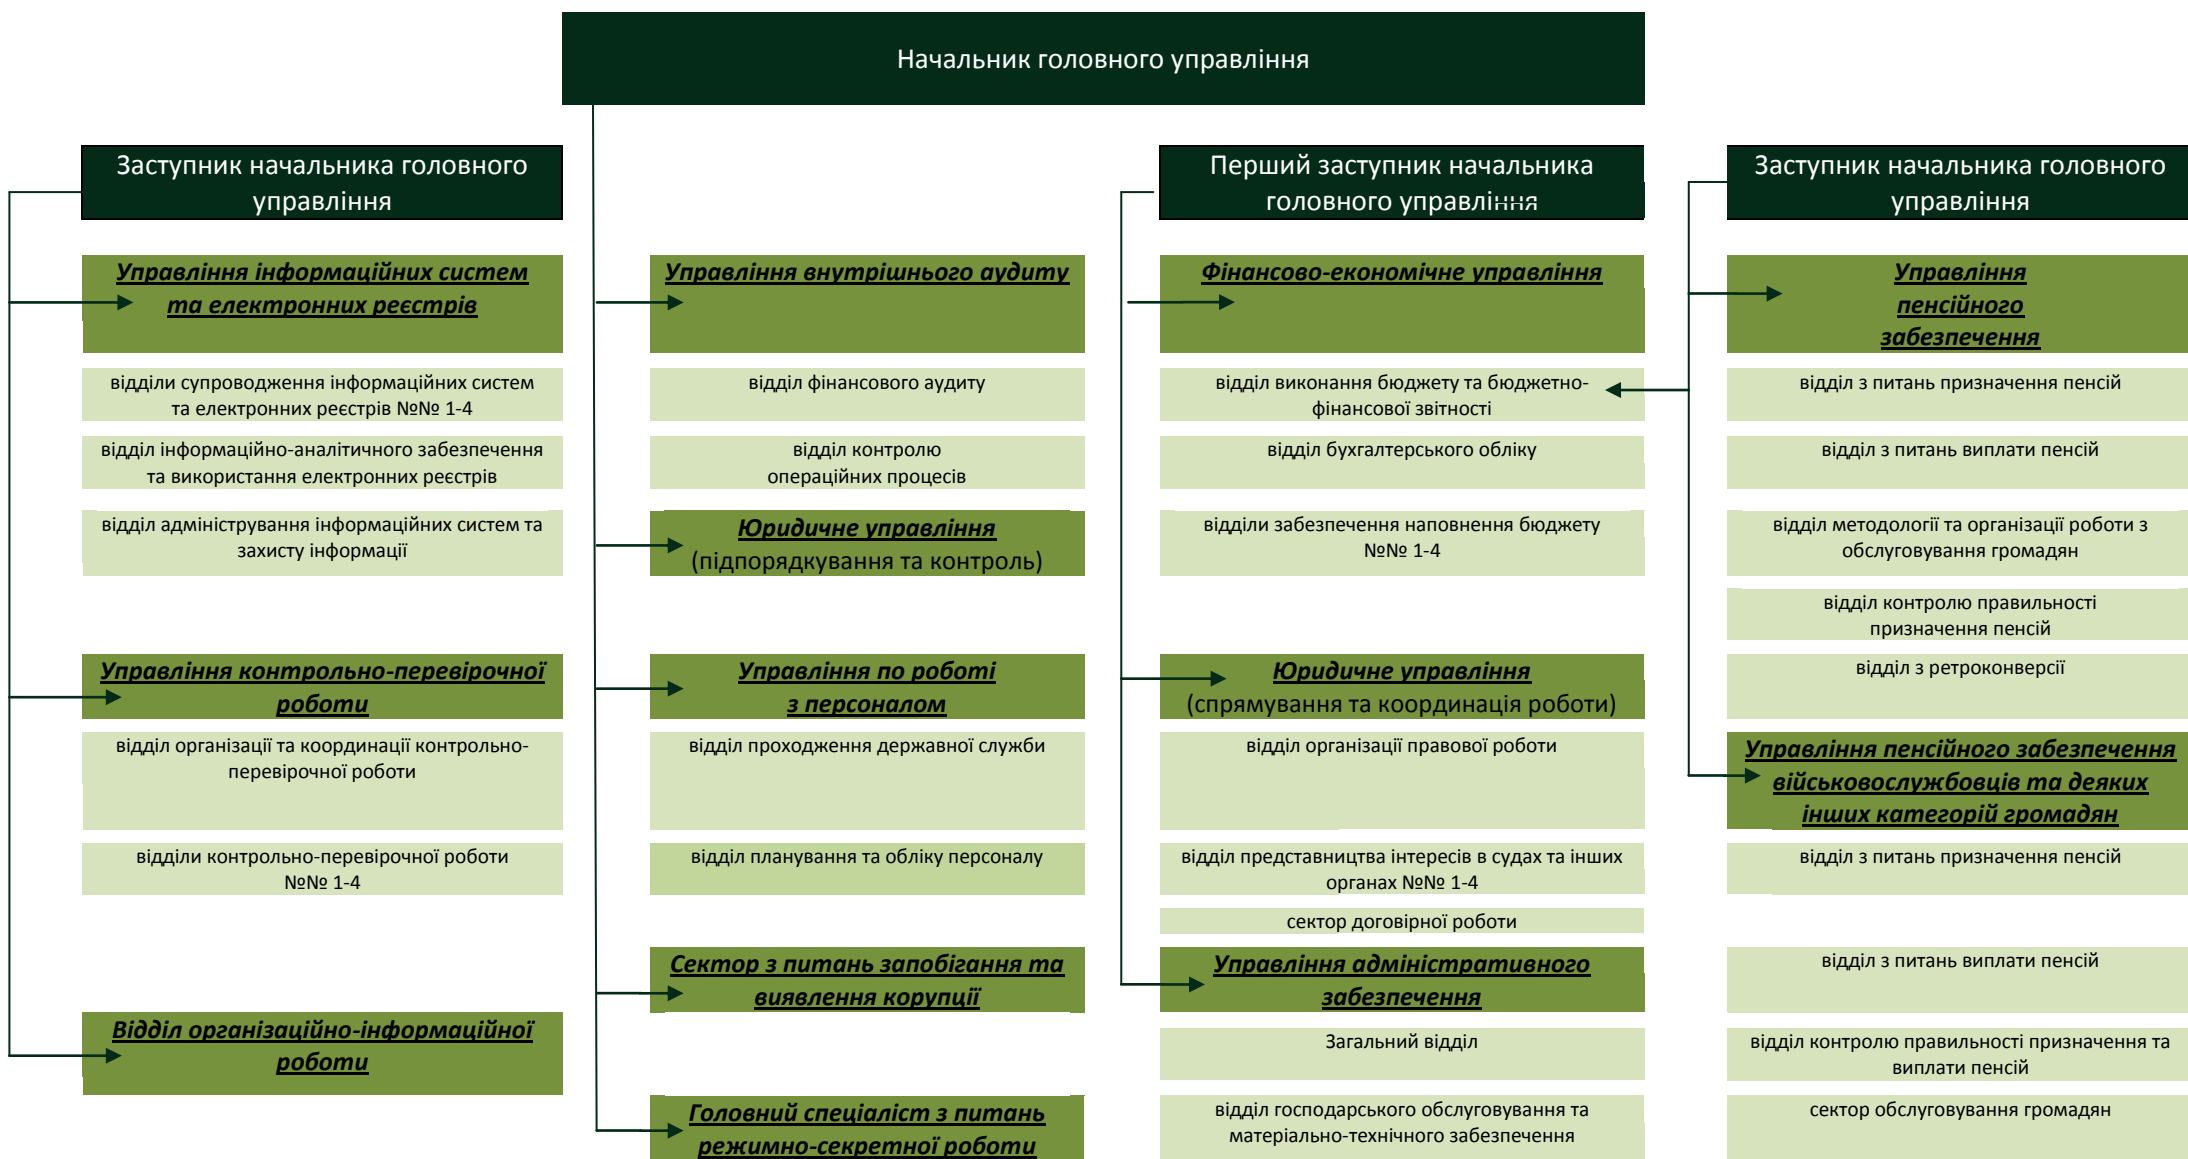 Начальник головного управління
Заступник начальника головного
управління
Управління інформаційних систем
та електронних реєстрів
відділи супроводження інформаційних систем
та електронних реєстрів №№ 1-4
відділ інформаційно-аналітичного забезпечення
та використання електронних реєстрів
відділ адміністрування інформаційних систем та
захисту інформації
Управління контрольно-перевірочної
роботи
відділ організації та координації контрольно-
перевірочної роботи
відділи контрольно-перевірочної роботи
№№ 1-4
Відділ організаційно-інформаційної
роботи
Управління внутрішнього аудиту
відділ фінансового аудиту
відділ контролю
операційних процесів
Юридичне управління
(підпорядкування та контроль)
Управління по роботі
з персоналом
відділ проходження державної служби
відділ планування та обліку персоналу
Сектор з питань запобігання та
виявлення корупції
Головний спеціаліст з питань
режимно-секретної роботи
Перший заступник начальника
головного управління
Фінансово-економічне управління
відділ виконання бюджету та бюджетно-
фінансової звітності
відділ бухгалтерського обліку
відділи забезпечення наповнення бюджету
№№ 1-4
Юридичне управління
(спрямування та координація роботи)
відділ організації правової роботи
відділ представництва інтересів в судах та інших
органах №№ 1-4
сектор договірної роботи
Управління адміністративного
забезпечення
Загальний відділ
відділ господарського обслуговування та
матеріально-технічного забезпечення
Заступник начальника головного
управління
Управління
пенсійного
забезпечення
відділ з питань призначення пенсій
відділ з питань виплати пенсій
відділ методології та організації роботи з
обслуговування громадян
відділ контролю правильності
призначення пенсій
відділ з ретроконверсії
Управління пенсійного забезпечення
військовослужбовців та деяких
інших категорій громадян
відділ з питань призначення пенсій
відділ з питань виплати пенсій
відділ контролю правильності призначення та
виплати пенсій
сектор обслуговування громадян